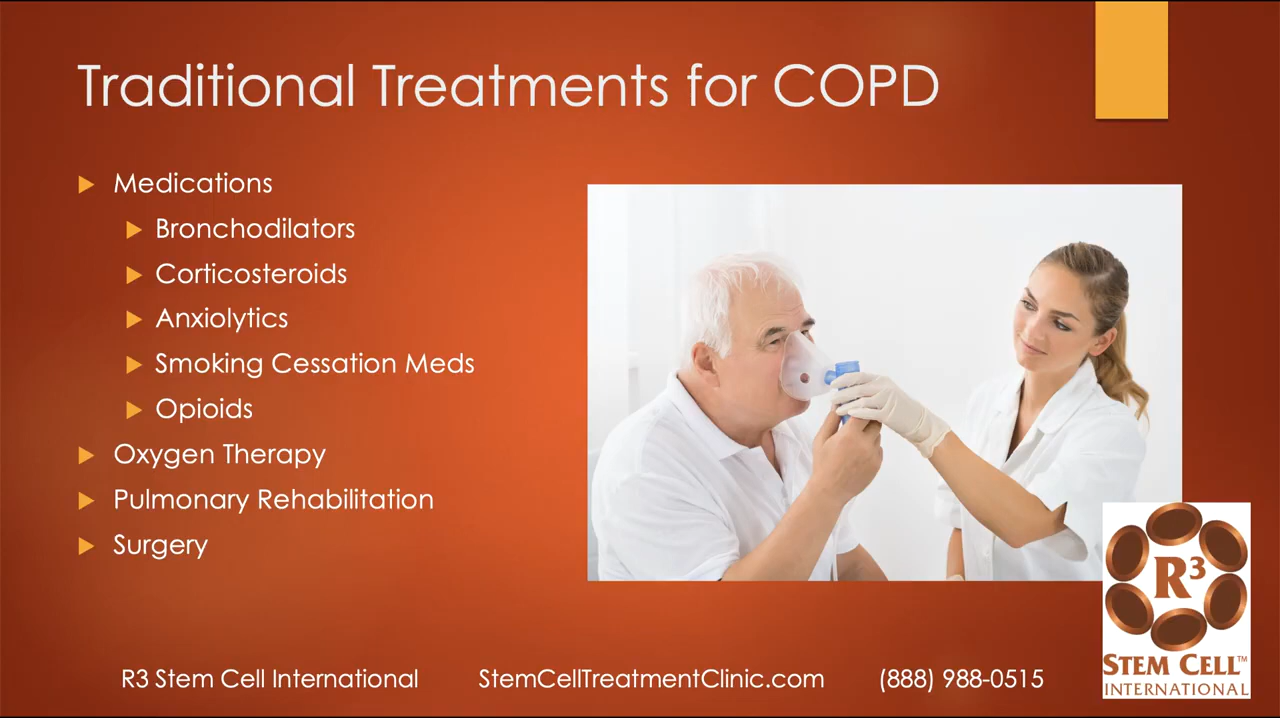 Traditional Treatments for COPD
Medications
Bronchodilators
Corticosteroids
Anxiolytics
Smoking Cessation Meds
Opioids
Oxygen Therapy
Pulmonary Rehabilitation
Surgery
R³
STEM CELL™
INTERNATIONAL
R3 Stem Cell International StemCellTreatmentClinic.com (888) 988-0515